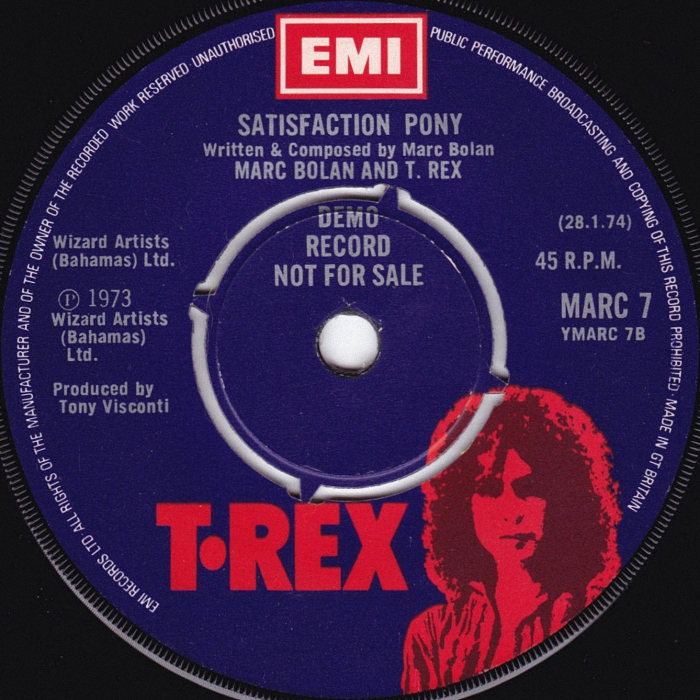 EMI
EMI RECORDS LTD ALL RIGHTS OF THE MANUFACTURER AND OF THE OWNER OF THE RECORDED WORK RESERVED · UNAUTHORISED
PUBLIC PERFORMANCE BROADCASTING AND COPYING OF THIS RECORD PROHIBITED · MADE IN GT BRITAIN
SATISFACTION PONY
Written & Composed by Marc Bolan
MARC BOLAN AND T. REX
DEMO
RECORD
NOT FOR SALE
Wizard Artists
(Bahamas) Ltd.
Ⓟ 1973
Wizard Artists
(Bahamas)
Ltd.
Produced by
Tony Visconti
(28.1.74)
45 R.P.M.
MARC 7
YMARC 7B
T·REX